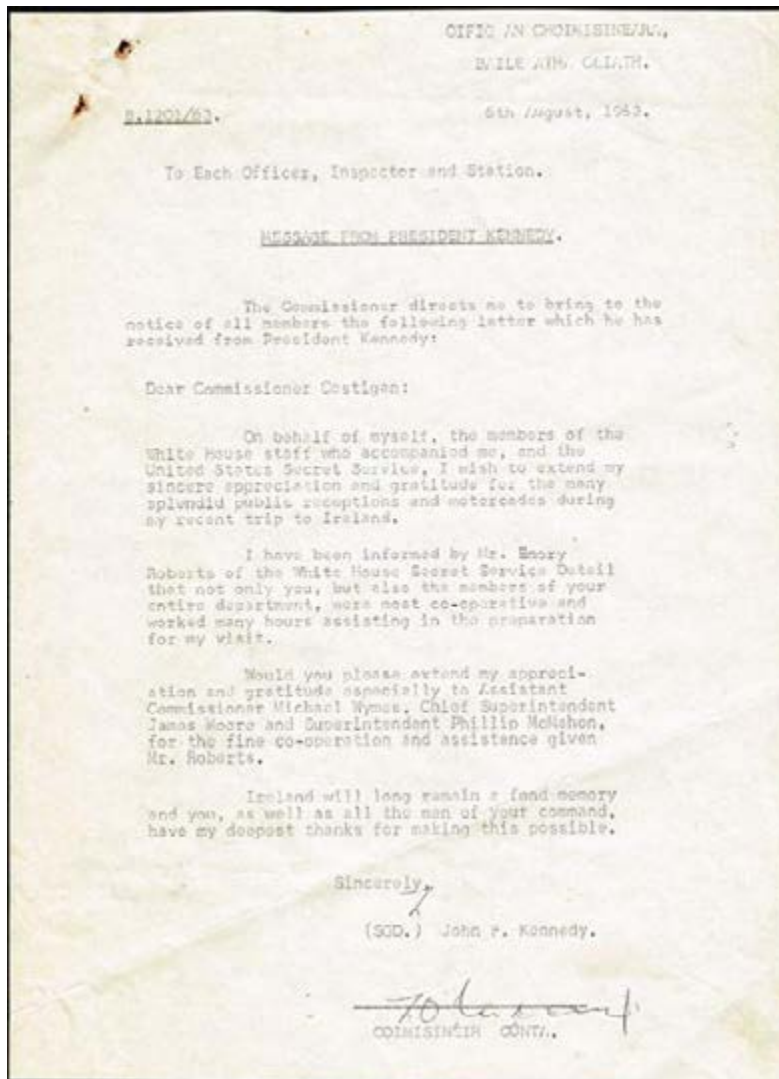 OIFIG AN CHOIMISINEARA,
BAILE ATHA CLIATH.
B.1201/63.
6th August, 1963.
To Each Officer, Inspector and Station.
MESSAGE FROM PRESIDENT KENNEDY.
The Commissioner directs me to bring to the
notice of all members the following letter which he has
received from President Kennedy:
Dear Commissioner Costigan:
On behalf of myself, the members of the
White House staff who accompanied me, and the
United States Secret Service, I wish to extend my
sincere appreciation and gratitude for the many
splendid public receptions and motorcades during
my recent trip to Ireland.
I have been informed by Mr. Emory
Roberts of the White House Secret Service Detail
that not only you, but also the members of your
entire department, were most co-operative and
worked many hours assisting in the preparation
for my visit.
Would you please extend my appreci-
ation and gratitude especially to Assistant
Commissioner Michael Wymes, Chief Superintendent
James Moore and Superintendent Phillip McMahon,
for the fine co-operation and assistence given
Mr. Roberts.
Ireland will long remain a fond memory
and you, as well as all the men of your command,
have my deepest thanks for making this possible.
Sincerely,
(SGD.) John F. Kennedy.
COIMISINÉIR CÚNTA.